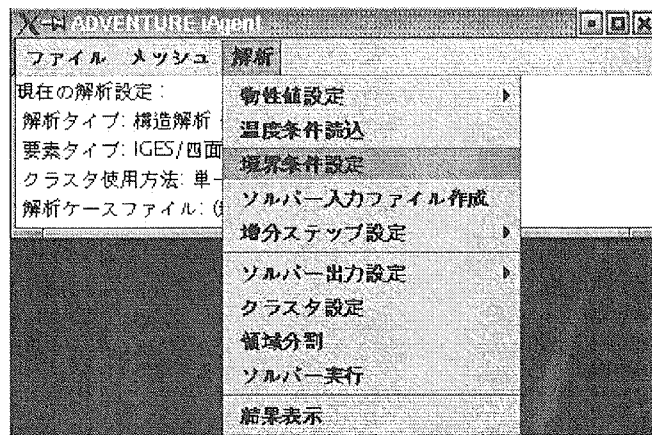 ADVENTURE iAgent
ファイル メッシュ 解析
現在の解析設定:
解析タイプ: 構造解析
要素タイプ: IGES/四面
クラスタ使用方法: 単一
解析ケースファイル:
物性値設定
温度条件読込
境界条件設定
ソルバー入力ファイル作成
増分ステップ設定
ソルバー出力設定
クラスタ設定
領域分割
ソルバー実行
結果表示